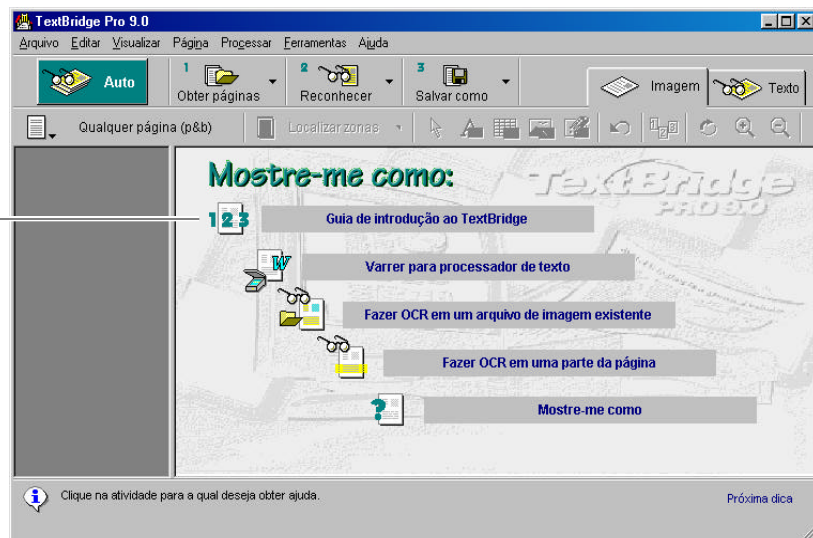 TextBridge Pro 9.0
Arquivo Editar Visualizar Página Processar Ferramentas Ajuda
Auto
1 Obter páginas
2 Reconhecer
3 Salvar como
Imagem
Texto
Qualquer página (p&b)
Localizar zonas
Mostre-me como:
TextBridge
PRO 9.0
1 2 3 Guia de introdução ao TextBridge
W Varrer para processador de texto
Fazer OCR em um arquivo de imagem existente
Fazer OCR em uma parte da página
? Mostre-me como
Clique na atividade para a qual deseja obter ajuda.
Próxima dica